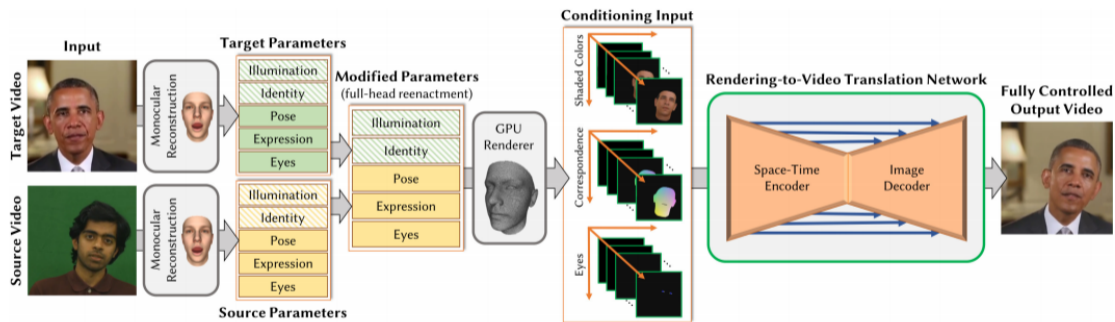 Input
Target Video
Source Video
Monocular
Reconstruction
Monocular
Reconstruction
Target Parameters
Illumination
Identity
Pose
Expression
Eyes
Illumination
Identity
Pose
Expression
Eyes
Source Parameters
Modified Parameters
(full-head reenactment)
Illumination
Identity
Pose
Expression
Eyes
GPU
Renderer
Conditioning Input
Shaded Colors
Correspondence
Eyes
Rendering-to-Video Translation Network
Space-Time
Encoder
Image
Decoder
Fully Controlled
Output Video